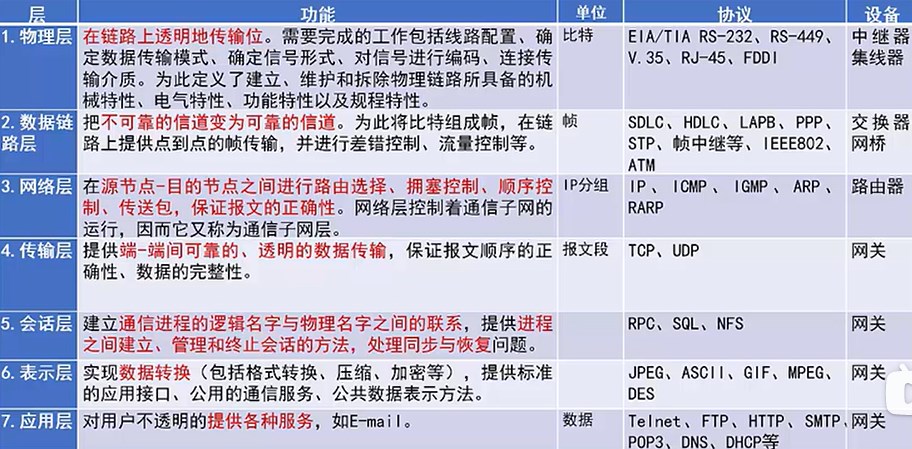 层 功能 单位 协议 设备
1.物理层 在链路上透明地传输位。需要完成的工作包括线路配置、确 比特 EIA/TIA RS-232、RS-449、 中继器
定数据传输模式、确定信号形式、对信号进行编码、连接传 V.35、RJ-45、FDDI 集线器
输介质。为此定义了建立、维护和拆除物理链路所具备的机
械特性、电气特性、功能特性以及规程特性。
2.数据链 把不可靠的信道变为可靠的信道。为此将比特组成帧，在链 帧 SDLC、HDLC、LAPB、PPP、 交换器
路层 路上提供点到点的帧传输，并进行差错控制、流量控制等。 STP、帧中继等、IEEE802、 网桥
ATM
3.网络层 在源节点-目的节点之间进行路由选择、拥塞控制、顺序控 IP分组 IP、ICMP、IGMP、ARP、 路由器
制、传送包，保证报文的正确性。网络层控制着通信子网的 RARP
运行，因而它又称为通信子网层。
4.传输层 提供端-端间可靠的、透明的数据传输，保证报文顺序的正 报文段 TCP、UDP 网关
确性、数据的完整性。
5.会话层 建立通信进程的逻辑名字与物理名字之间的联系，提供进程 RPC、SQL、NFS 网关
之间建立、管理和终止会话的方法，处理同步与恢复问题。
6.表示层 实现数据转换（包括格式转换、压缩、加密等），提供标准 JPEG、ASCII、GIF、MPEG、 网关
的应用接口、公用的通信服务、公共数据表示方法。 DES
7.应用层 对用户不透明的提供各种服务，如E-mail。 数据 Telnet、FTP、HTTP、SMTP、 网关
POP3、DNS、DHCP等